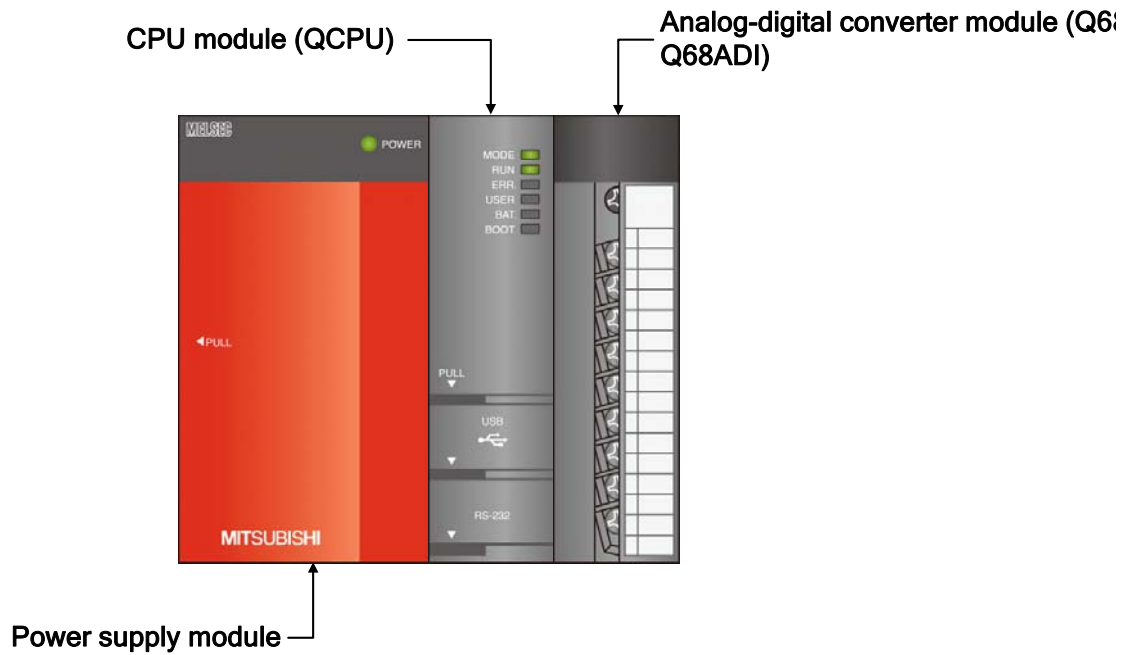 Analog-digital converter module
CPU module (QCPU)
Q68ADI)
MELSEC
POWER
MODE
RUN
ERR.
USER
BAT.
BOOT
PULL
PULL
USB
RS-232
MITSUBISHI
Power supply module